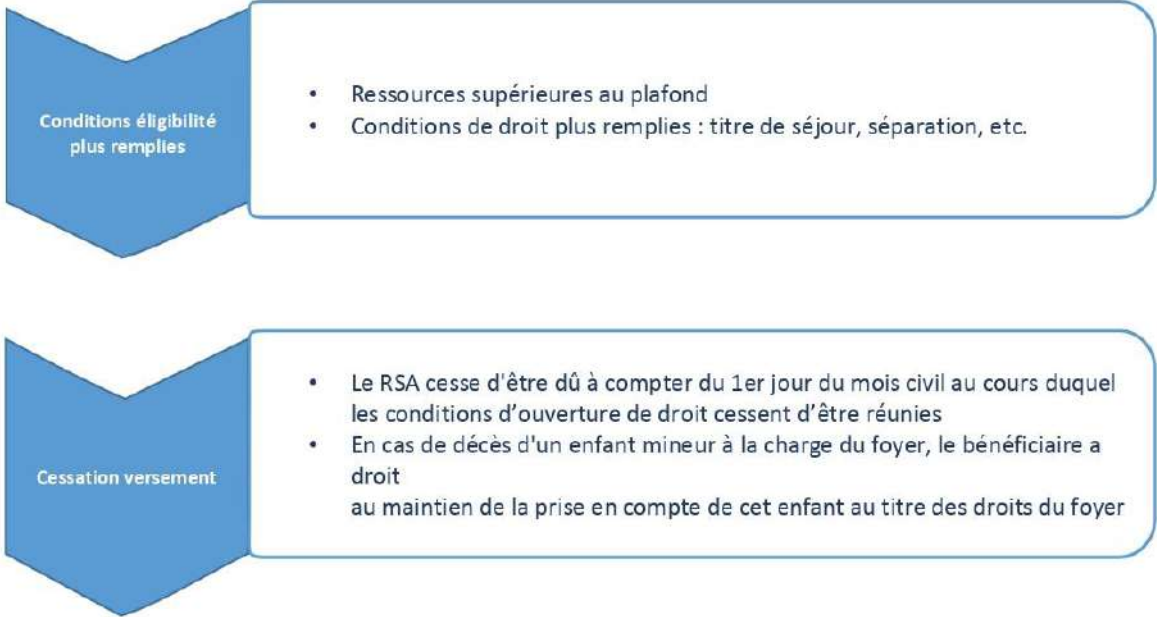 Conditions éligibilité
plus remplies
• Ressources supérieures au plafond
• Conditions de droit plus remplies : titre de séjour, séparation, etc.
Cessation versement
• Le RSA cesse d'être dû à compter du 1er jour du mois civil au cours duquel
les conditions d’ouverture de droit cessent d’être réunies
• En cas de décès d'un enfant mineur à la charge du foyer, le bénéficiaire a
droit
au maintien de la prise en compte de cet enfant au titre des droits du foyer